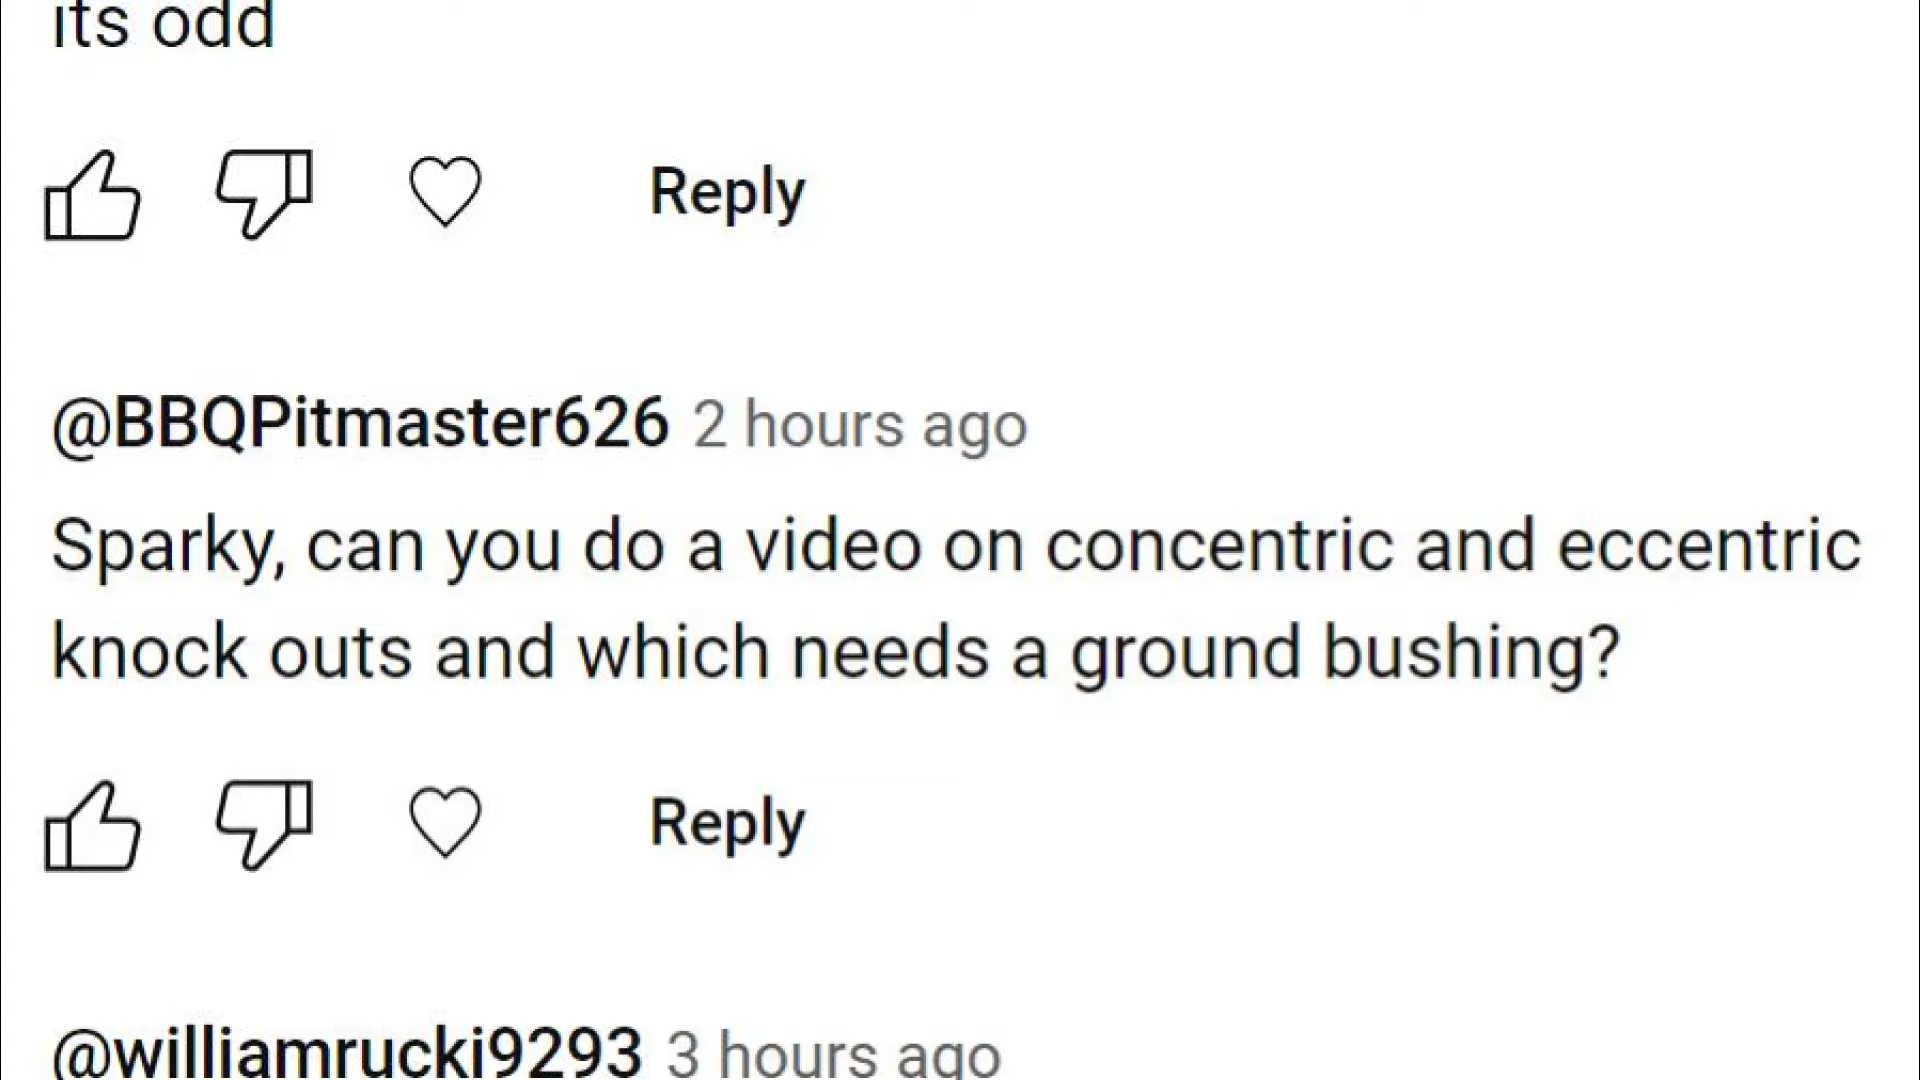 its odd
Reply
@BBQPitmaster626 2 hours ago
Sparky, can you do a video on concentric and eccentric
knock outs and which needs a ground bushing?
Reply
@williamrucki9293 3 hours ago